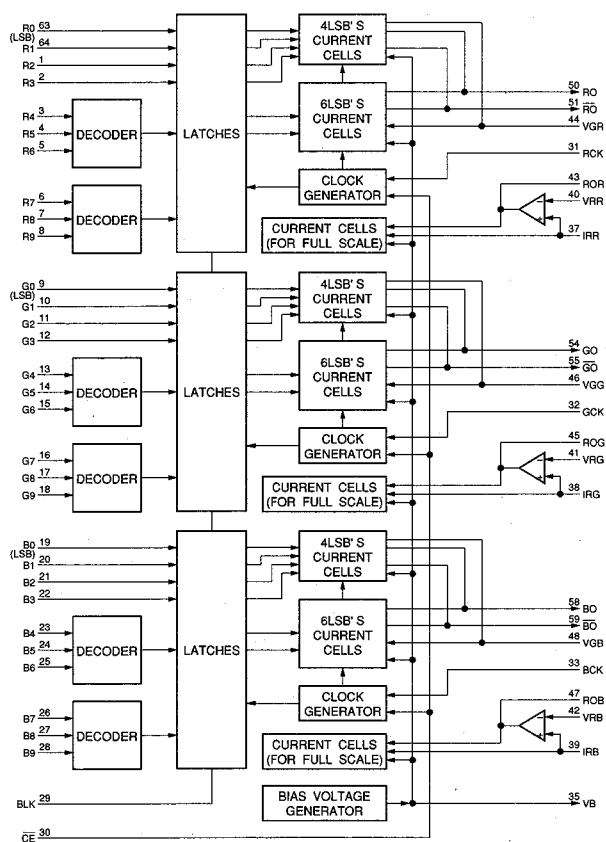 R0 63
(LSB)
R1 64
R2 1
R3 2
R4 3
R5 4
R6 5
DECODER
R7 6
R8 7
R9 8
DECODER
LATCHES
4LSB'S
CURRENT
CELLS
6LSB'S
CURRENT
CELLS
CLOCK
GENERATOR
CURRENT CELLS
(FOR FULL SCALE)
50 RO
51 R̅O̅
44 VGR
31 RCK
43 ROR
40 VRR
−
+
37 IRR
G0 9
(LSB)
G1 10
G2 11
G3 12
G4 13
G5 14
G6 15
DECODER
G7 16
G8 17
G9 18
DECODER
LATCHES
4LSB'S
CURRENT
CELLS
6LSB'S
CURRENT
CELLS
CLOCK
GENERATOR
CURRENT CELLS
(FOR FULL SCALE)
54 GO
55 G̅O̅
46 VGG
32 GCK
45 ROG
41 VRG
−
+
38 IRG
B0 19
(LSB)
B1 20
B2 21
B3 22
B4 23
B5 24
B6 25
DECODER
B7 26
B8 27
B9 28
DECODER
LATCHES
4LSB'S
CURRENT
CELLS
6LSB'S
CURRENT
CELLS
CLOCK
GENERATOR
CURRENT CELLS
(FOR FULL SCALE)
58 BO
59 B̅O̅
48 VGB
33 BCK
47 ROB
42 VRB
−
+
39 IRB
BLK 29
BIAS VOLTAGE
GENERATOR
35 VB
C̅E̅ 30